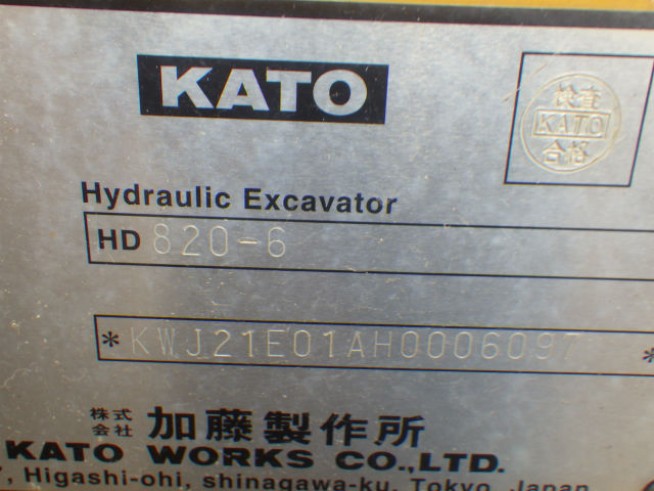 KATO
検査
KATO
合格
Hydraulic Excavator
HD 820-6
*KWJ21E01AH0006097 *
株式会社 加藤製作所
KATO WORKS CO.,LTD.
7, Higashi-ohi, shinagawa-ku, Tokyo, Japan